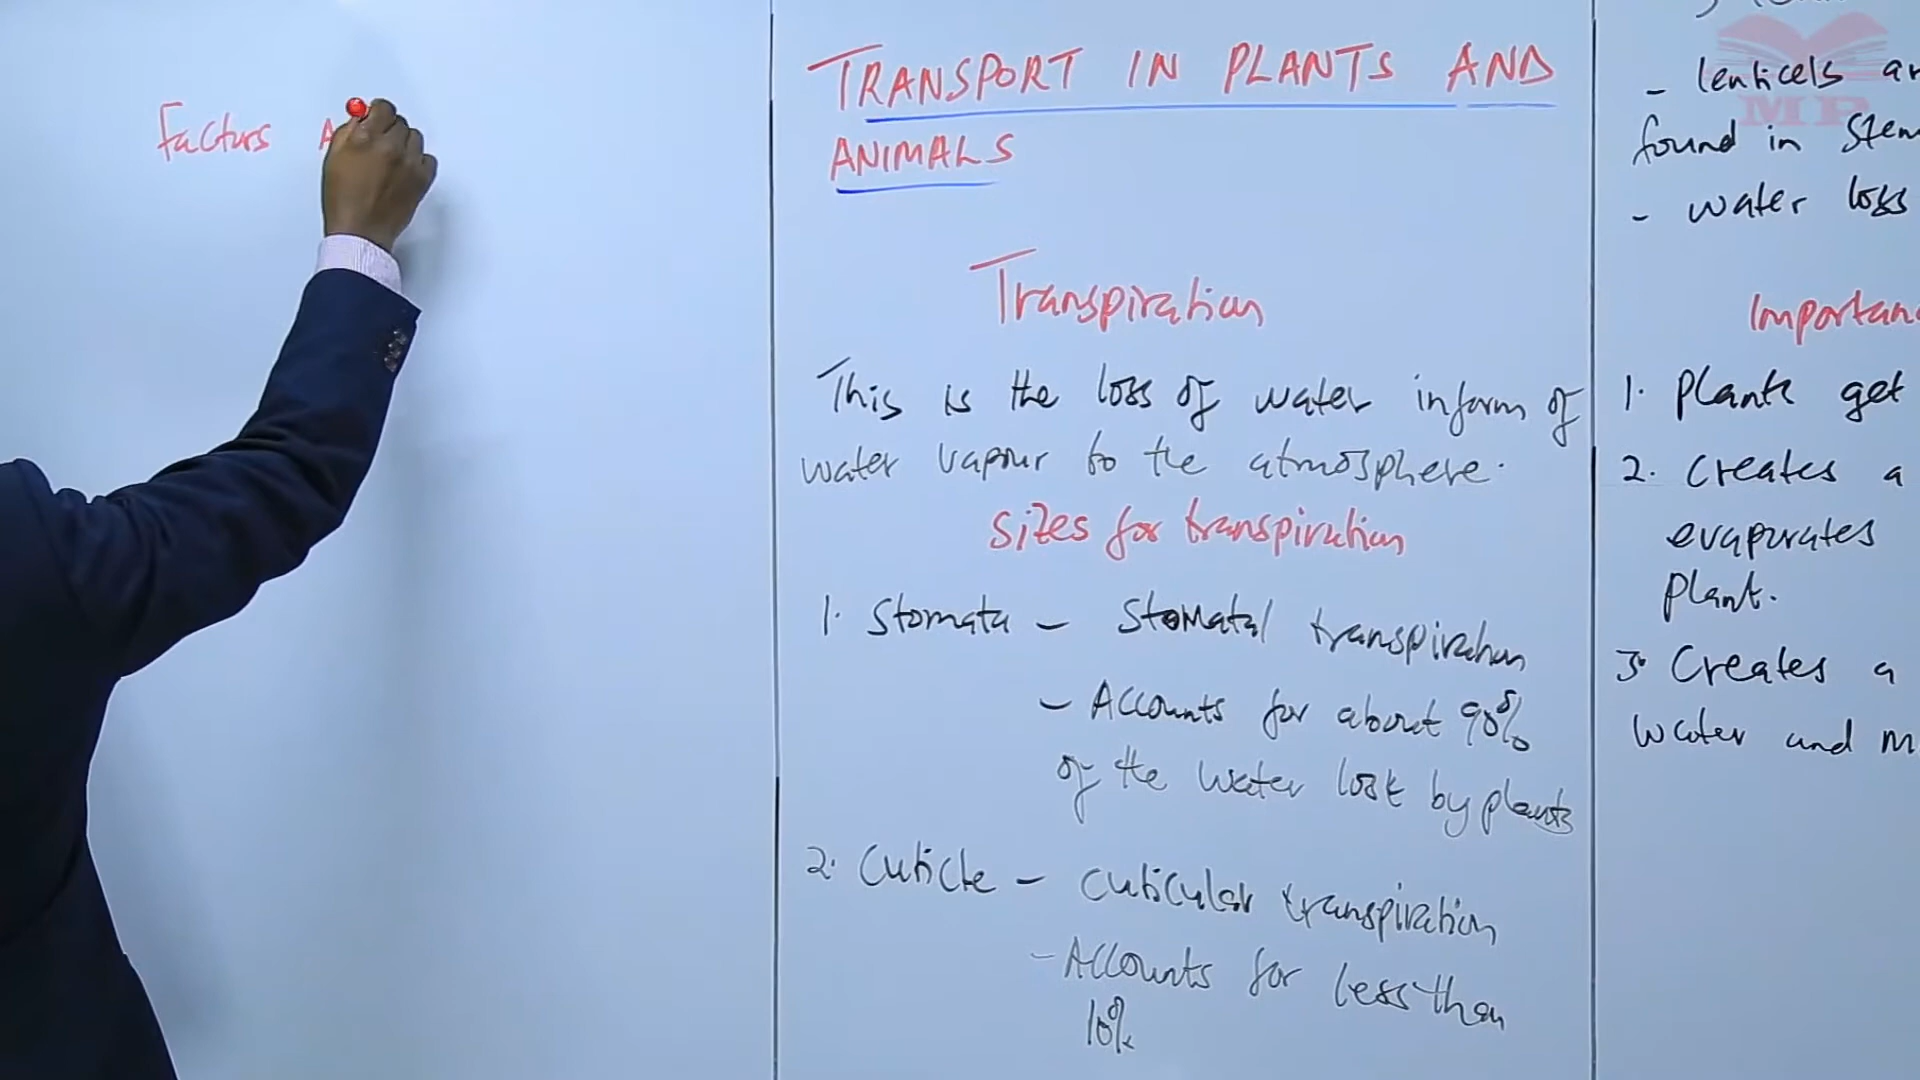 Factors A
TRANSPORT IN PLANTS AND
ANIMALS
Transpiration
This is the loss of water inform of
water vapour to the atmosphere.
Sites for transpiration
1. Stomata - Stomatal transpiration
- Accounts for about 90%
of the water lost by plants
2. Cuticle - Cuticular transpiration
- Accounts for less than
10%
- lenticels
found in Stem
- water loss
1. Plants get
2. Creates a
evaporates
plant.
3. Creates a
water and
MP